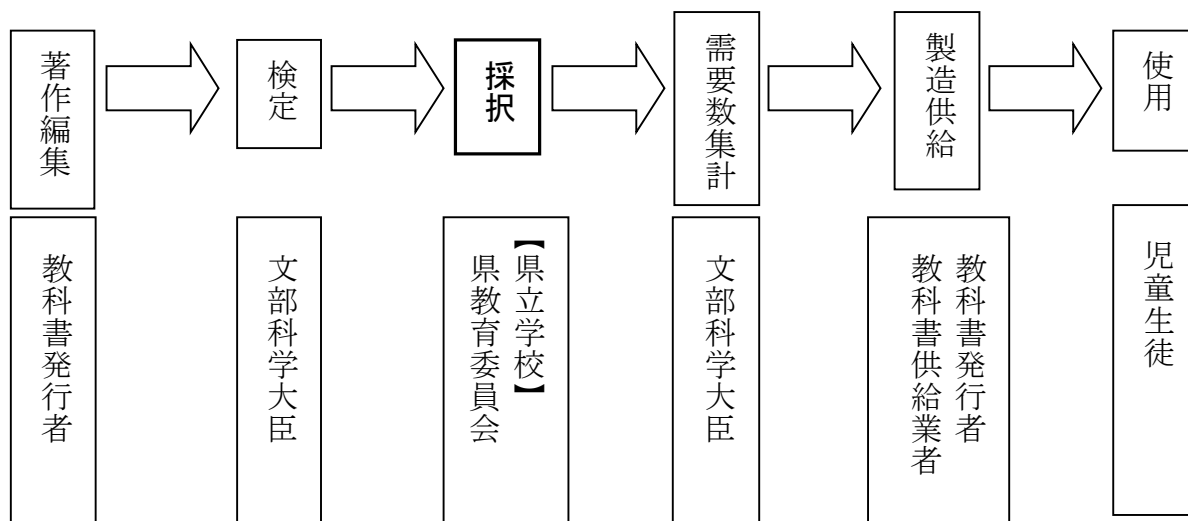 著作編集
検定
採択
需要数集計
製造供給
使用
教科書発行者
文部科学大臣
【県立学校】
県教育委員会
文部科学大臣
教科書発行者
教科書供給業者
児童生徒